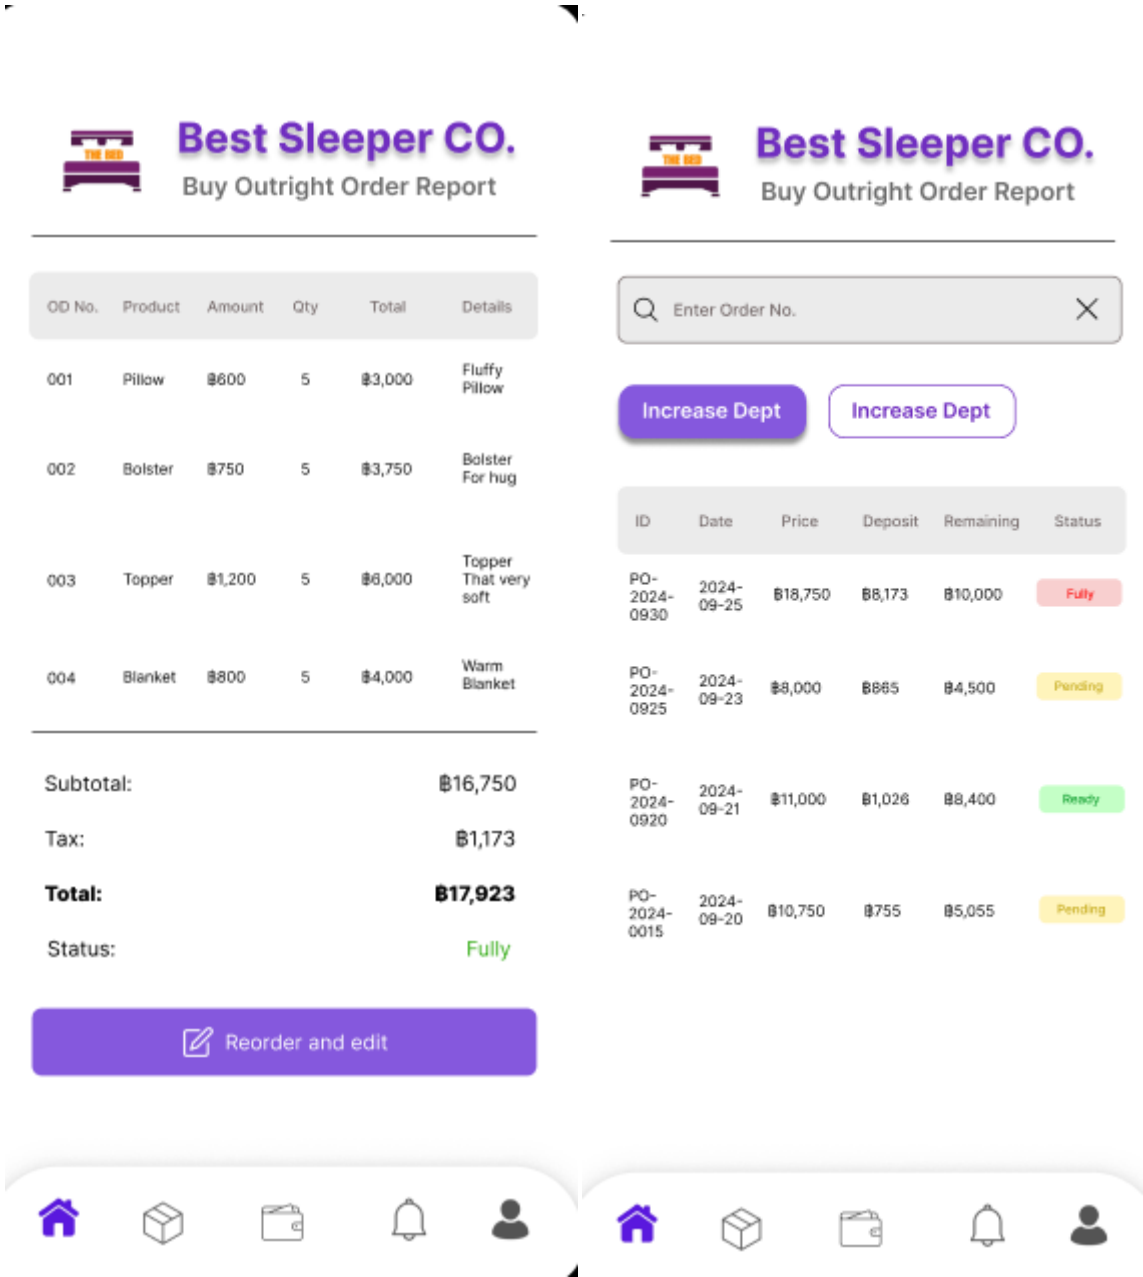 THE BED
Best Sleeper CO.
Buy Outright Order Report
OD No. Product Amount Qty Total Details
001 Pillow ฿600 5 ฿3,000 Fluffy
Pillow
002 Bolster ฿750 5 ฿3,750 Bolster
For hug
003 Topper ฿1,200 5 ฿6,000 Topper
That very
soft
004 Blanket ฿800 5 ฿4,000 Warm
Blanket
Subtotal: ฿16,750
Tax: ฿1,173
Total: ฿17,923
Status: Fully
Reorder and edit
THE BED
Best Sleeper CO.
Buy Outright Order Report
Enter Order No.
Increase Dept Increase Dept
ID Date Price Deposit Remaining Status
PO-
2024-
0930 2024-
09-25 ฿18,750 ฿8,173 ฿10,000 Fully
PO-
2024-
0925 2024-
09-23 ฿8,000 ฿865 ฿4,500 Pending
PO-
2024-
0920 2024-
09-21 ฿11,000 ฿1,026 ฿8,400 Ready
PO-
2024-
0015 2024-
09-20 ฿10,750 ฿755 ฿5,055 Pending